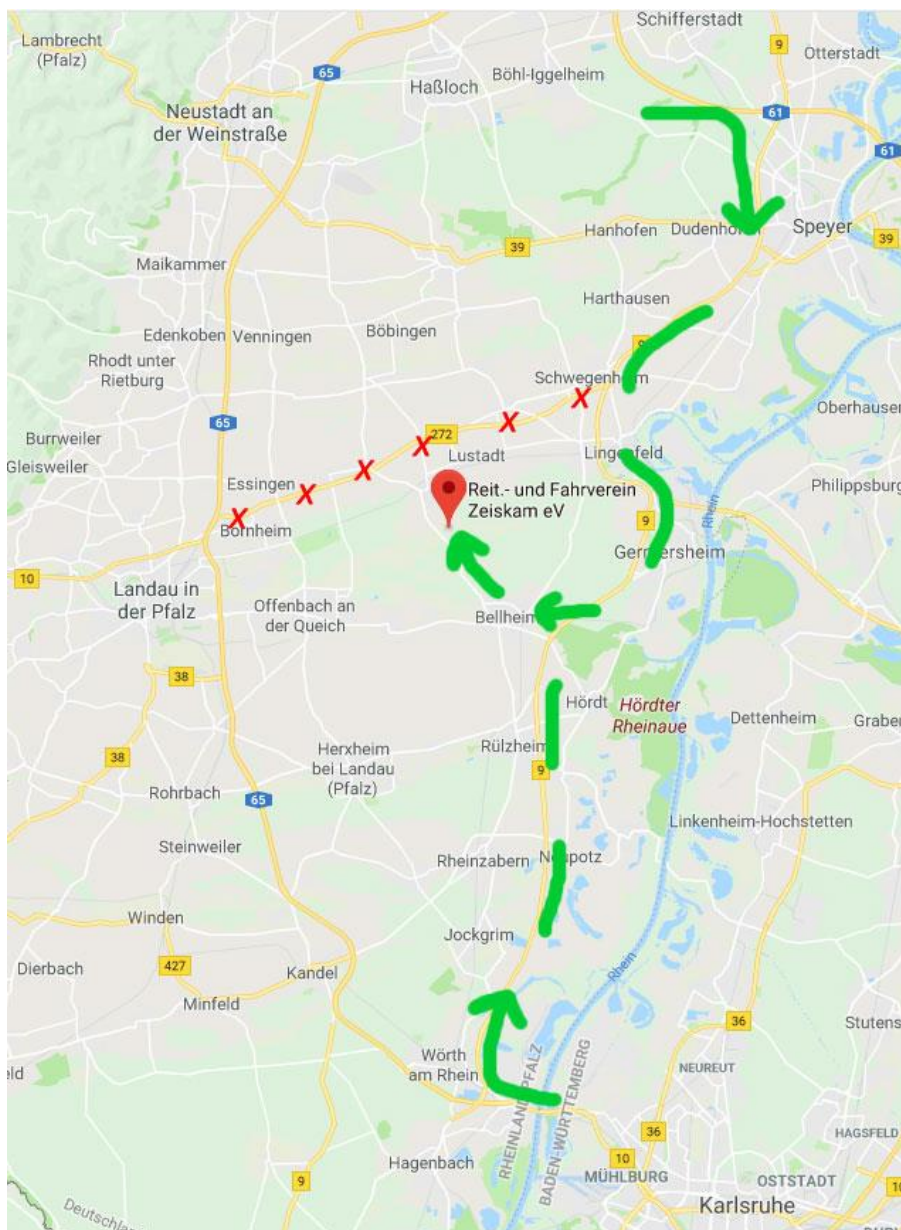 Schifferstadt
Lambrecht
(Pfalz)
9
Otterstadt
65
Böhl-Iggelheim
Haßloch
Neustadt an
der Weinstraße
61
61
Hanhofen
Speyer
39
39
Maikammer
Harthausen
Edenkoben
Venningen
Böbingen
Rhodt unter
Rietburg
Schwegenheim
65
Oberhausen
Burrweiler
272
Gleisweiler
Lustadt
Lingenfeld
Essingen
Philippsburg
Reit.- und Fahrverein
Zeiskam eV
Rhein
Bornheim
9
10
Landau in
der Pfalz
Offenbach an
der Queich
Bellheim
38
Hördt
Hördter
Rheinaue
Dettenheim
Graben
38
Herxheim
bei Landau
(Pfalz)
Rülzheim
9
Rohrbach
65
Linkenheim-Hochstetten
Steinweiler
Rheinzabern
Winden
Jockgrim
427
Dierbach
Kandel
Rhein
Minfeld
36
Stutens
Wörth
am Rhein
NEUREUT
RHEINLAND-PFALZ
BADEN-WÜRTTEMBERG
36
HAGSFELD
Hagenbach
10
9
MÜHLBURG
OSTSTADT
10
Karlsruhe
Deutschland